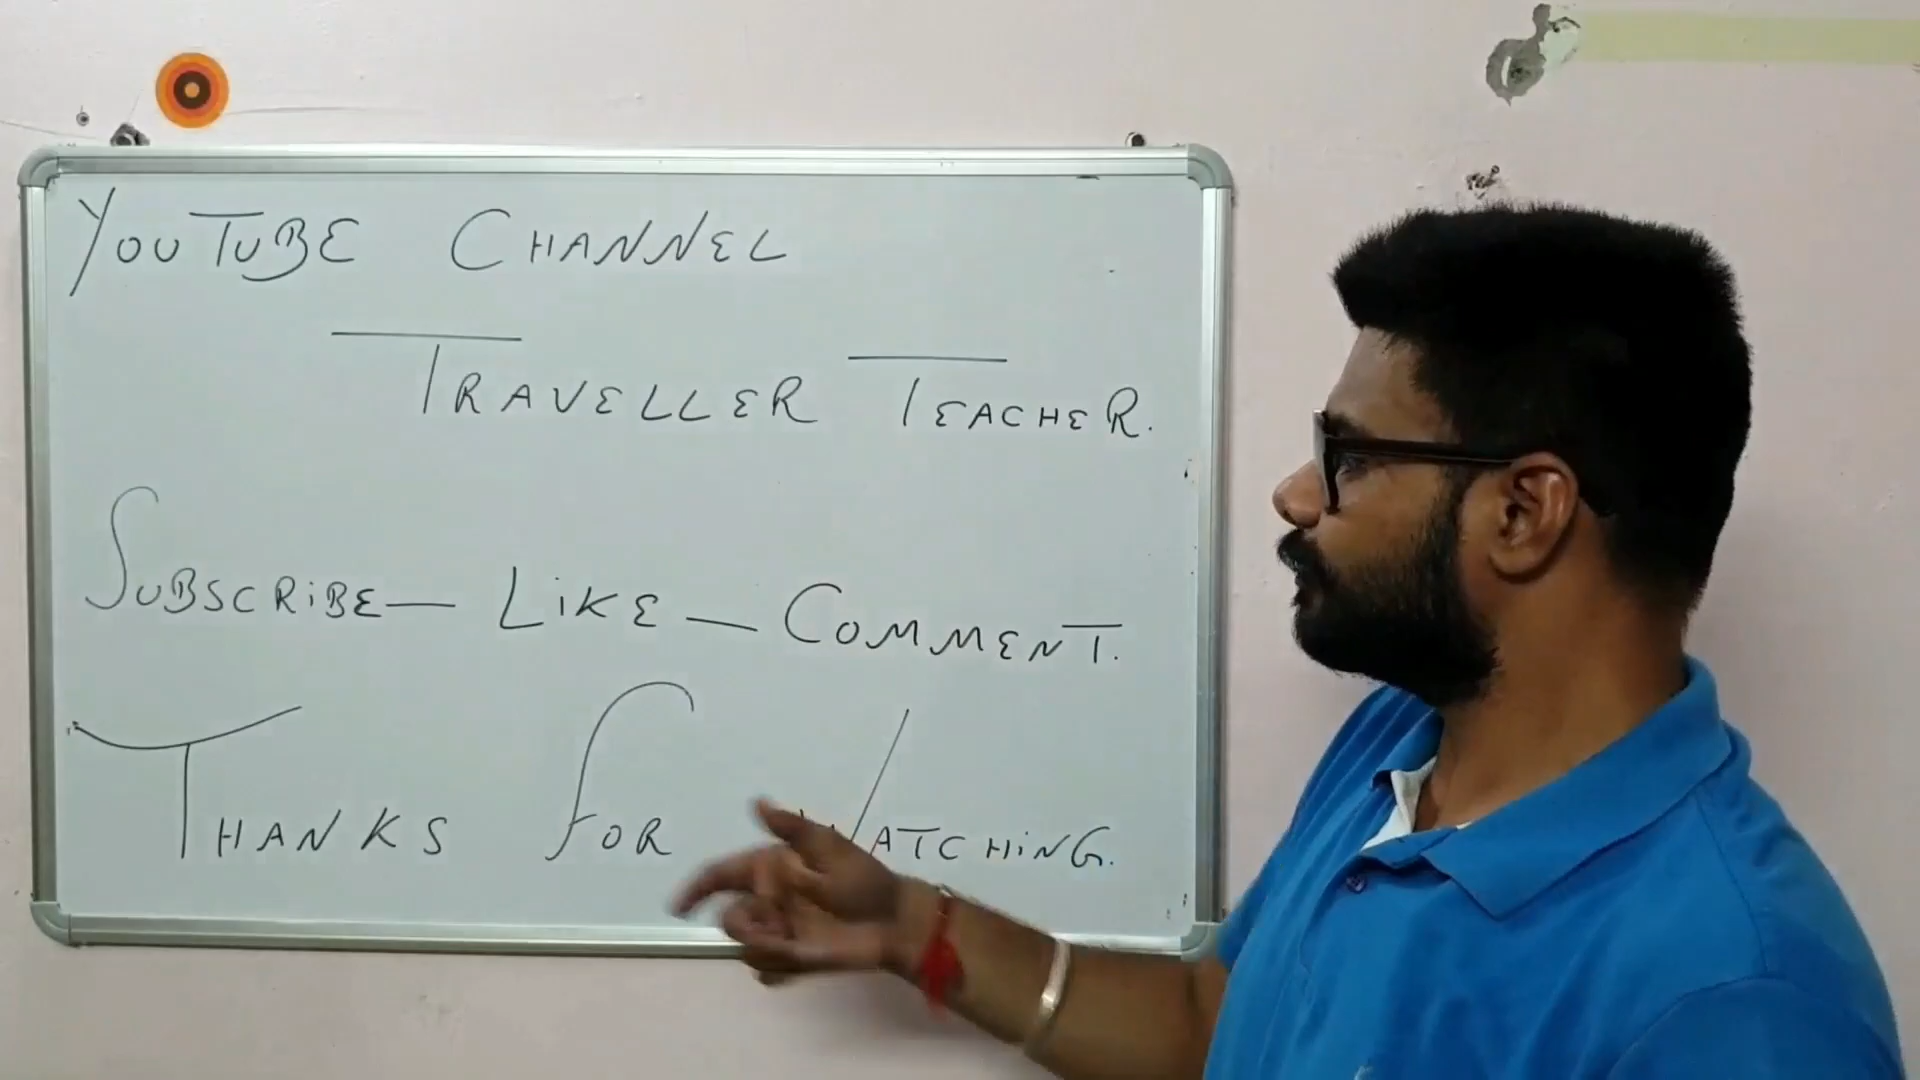 YOUTUBE CHANNEL
TRAVELLER TEACHER.
SUBSCRIBE — LIKE — COMMENT.
THANKS FOR WATCHING.